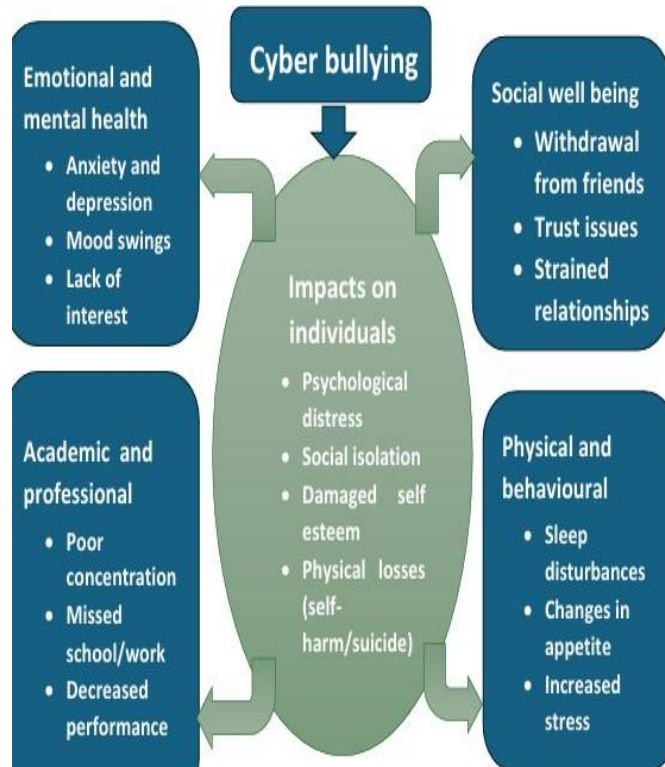 Cyber bullying
Emotional and
mental health
• Anxiety and
depression
• Mood swings
• Lack of
interest
Social well being
• Withdrawal
from friends
• Trust issues
• Strained
relationships
Impacts on
individuals
• Psychological
distress
• Social isolation
• Damaged self
esteem
• Physical losses
(self-
harm/suicide)
Academic and
professional
• Poor
concentration
• Missed
school/work
• Decreased
performance
Physical and
behavioural
• Sleep
disturbances
• Changes in
appetite
• Increased
stress